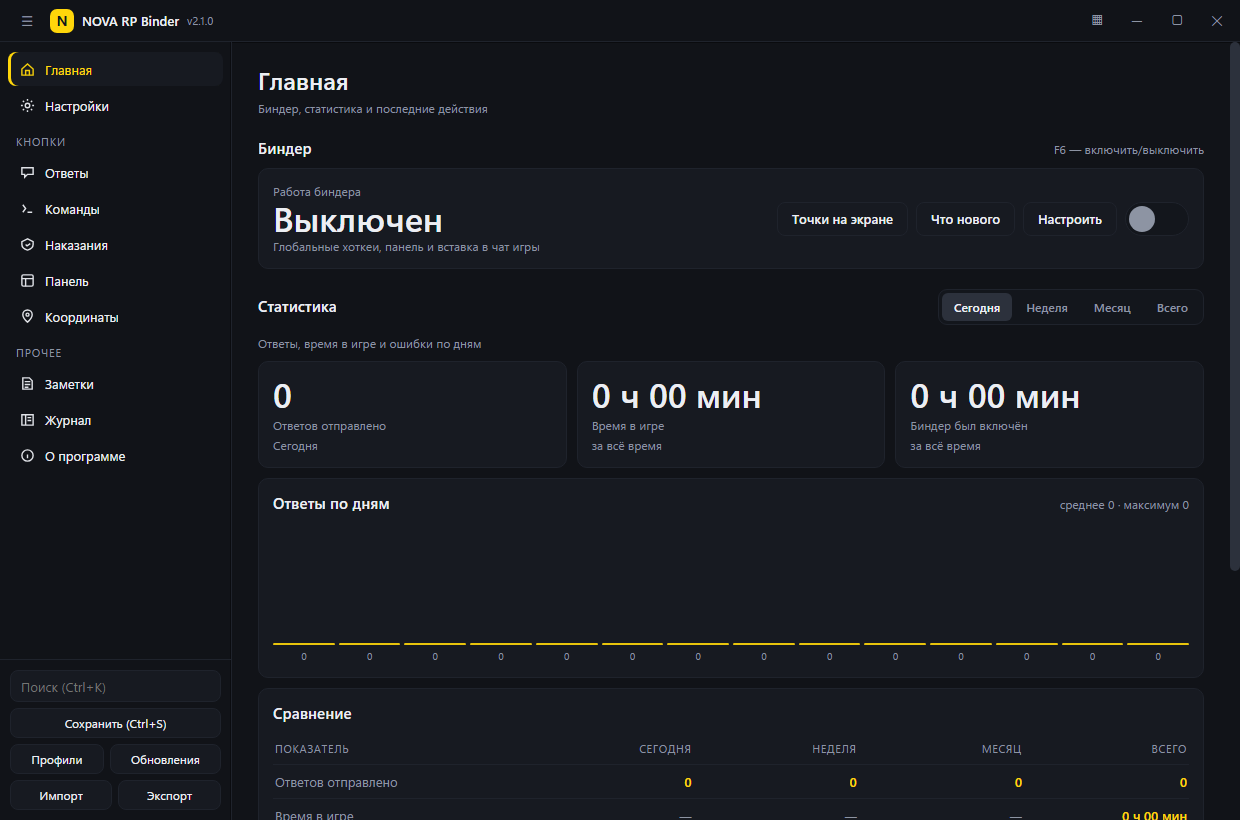 N NOVA RP Binder v2.1.0
Главная
Настройки
КНОПКИ
Ответы
Команды
Наказания
Панель
Координаты
ПРОЧЕЕ
Заметки
Журнал
О программе
Поиск (Ctrl+K)
Сохранить (Ctrl+S)
Профили Обновления
Импорт Экспорт
Главная
Биндер, статистика и последние действия
Биндер F6 — включить/выключить
Работа биндера
Выключен
Глобальные хоткеи, панель и вставка в чат игры
Точки на экране Что нового Настроить
Статистика Сегодня Неделя Месяц Всего
Ответы, время в игре и ошибки по дням
0 0 ч 00 мин 0 ч 00 мин
Ответов отправлено Время в игре Биндер был включён
Сегодня за всё время за всё время
Ответы по дням среднее 0 · максимум 0
0 0 0 0 0 0 0 0 0 0 0 0 0 0
Сравнение
ПОКАЗАТЕЛЬ СЕГОДНЯ НЕДЕЛЯ МЕСЯЦ ВСЕГО
Ответов отправлено 0 0 0 0
Время в игре — — — 0 ч 00 мин